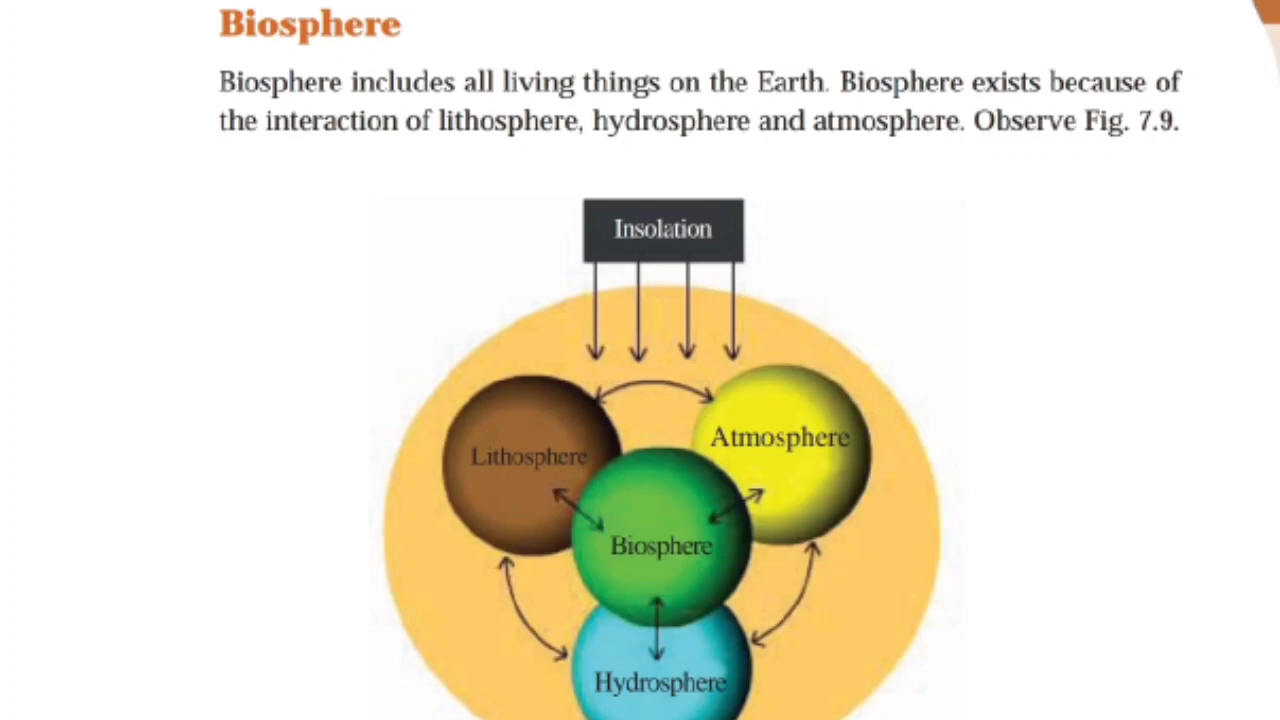 Biosphere
Biosphere includes all living things on the Earth. Biosphere exists because of
the interaction of lithosphere, hydrosphere and atmosphere. Observe Fig. 7.9.
Insolation
Atmosphere
Lithosphere
Biosphere
Hydrosphere